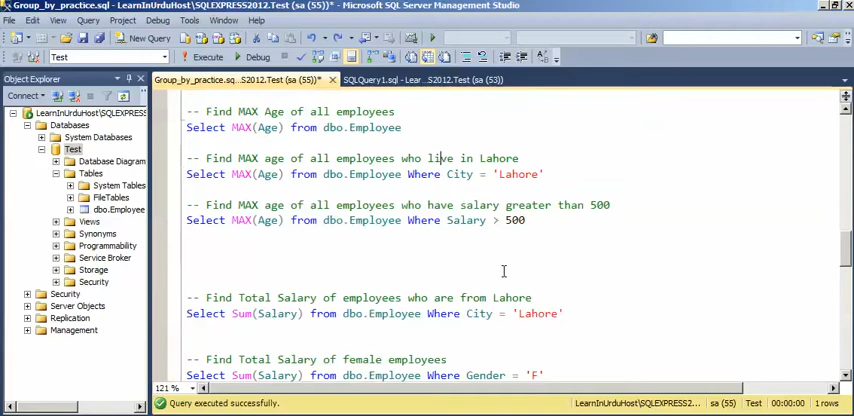 Group_by_practice.sql - LearnInUrduHost\SQLEXPRESS2012.Test (sa (55))* - Microsoft SQL Server Management Studio
File Edit View Query Project Debug Tools Window Help
New Query
Test Execute Debug
Object Explorer
Group_by_practice.sq...S2012.Test (sa (55))* SQLQuery1.sql - Lear...S2012.Test (sa (53))
Connect
LearnInUrduHost\SQLEXPRESS
Databases
System Databases
Test
Database Diagram
Tables
System Tables
FileTables
dbo.Employee
Views
Synonyms
Programmability
Service Broker
Storage
Security
Security
Server Objects
Replication
Management
-- Find MAX Age of all employees
Select MAX(Age) from dbo.Employee
-- Find MAX age of all employees who live in Lahore
Select MAX(Age) from dbo.Employee Where City = 'Lahore'
-- Find MAX age of all employees who have salary greater than 500
Select MAX(Age) from dbo.Employee Where Salary > 500
-- Find Total Salary of employees who are from Lahore
Select Sum(Salary) from dbo.Employee Where City = 'Lahore'
-- Find Total Salary of female employees
Select Sum(Salary) from dbo.Employee Where Gender = 'F'
121 %
Query executed successfully. LearnInUrduHost\SQLEXPRESS2... sa (55) Test 00:00:00 1 rows